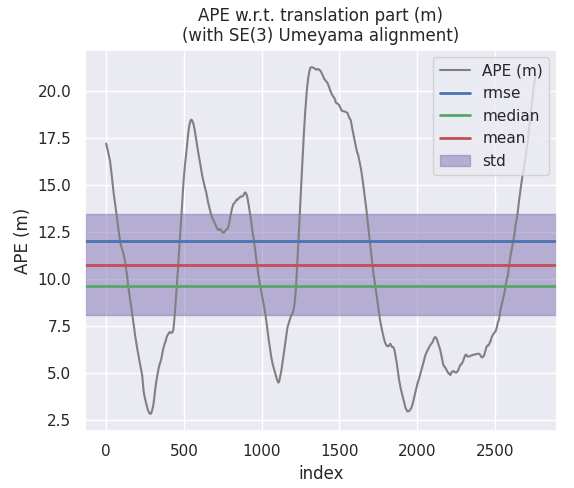 APE w.r.t. translation part (m)
(with SE(3) Umeyama alignment)
APE (m)
20.0
17.5
15.0
12.5
10.0
7.5
5.0
2.5
0
500
1000
1500
2000
2500
index
APE (m)
rmse
median
mean
std